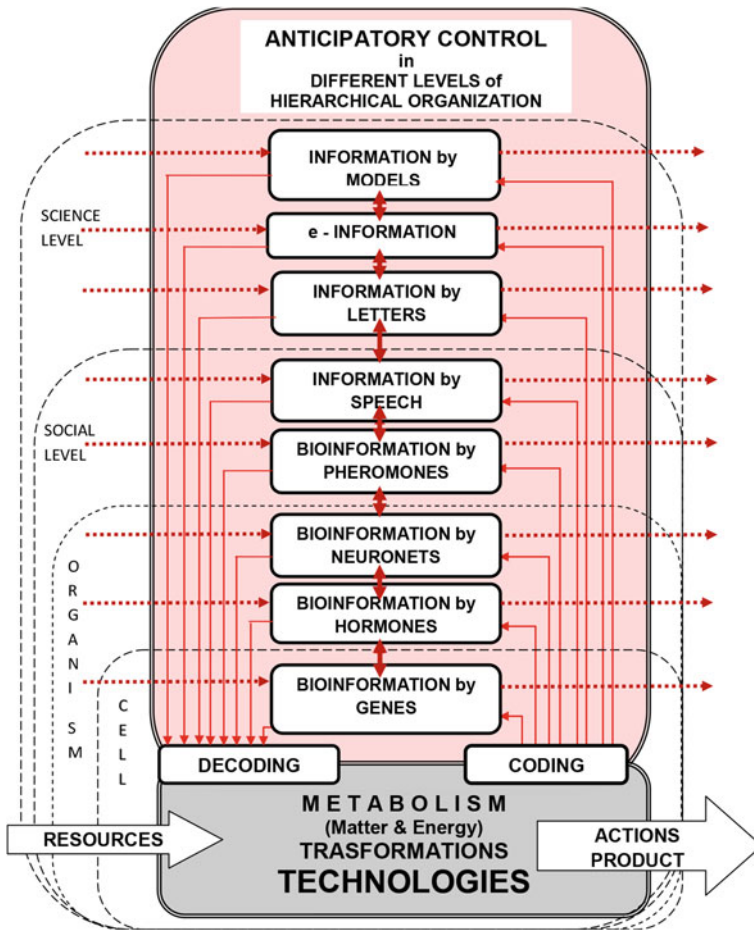 ANTICIPATORY CONTROL
in
DIFFERENT LEVELS of
HIERARCHICAL ORGANIZATION
INFORMATION by
MODELS
SCIENCE
LEVEL
e - INFORMATION
INFORMATION by
LETTERS
INFORMATION by
SPEECH
SOCIAL
LEVEL
BIOINFORMATION by
PHEROMONES
BIOINFORMATION by
NEURONETS
BIOINFORMATION by
HORMONES
BIOINFORMATION by
GENES
O R G A N I S M
C E L L
DECODING
CODING
M E T A B O L I S M
(Matter & Energy)
TRASFORMATIONS
TECHNOLOGIES
RESOURCES
ACTIONS
PRODUCT